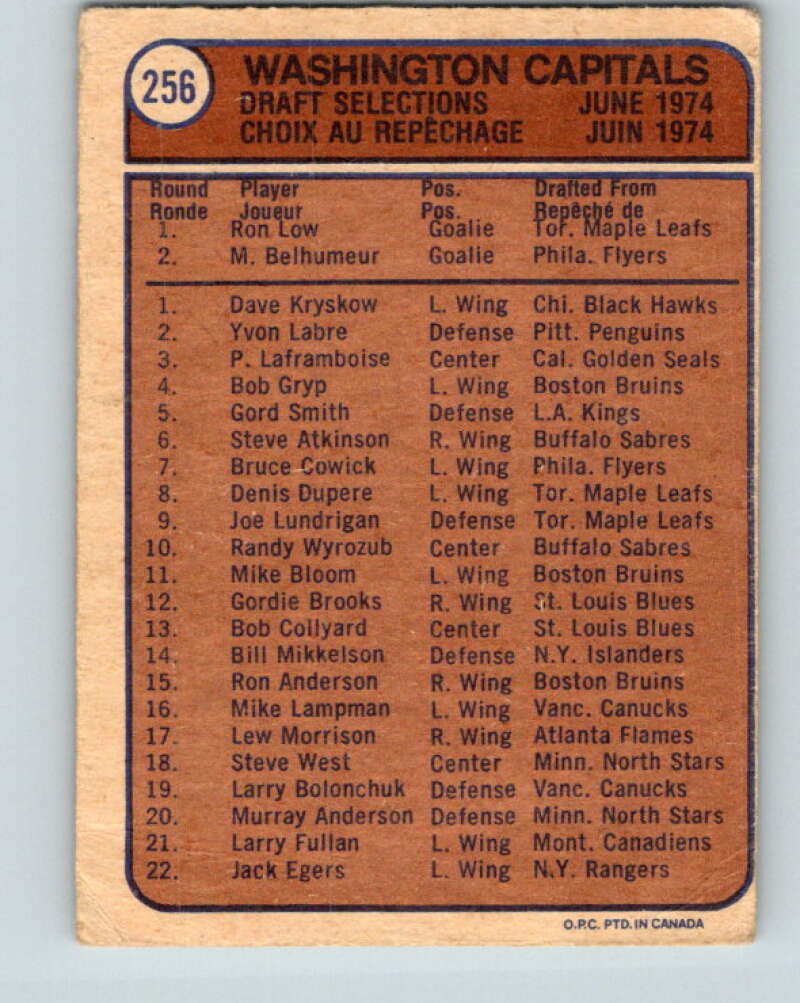 256
WASHINGTON CAPITALS
DRAFT SELECTIONS JUNE 1974
CHOIX AU REPÊCHAGE JUIN 1974
Round Player Pos. Drafted From
Ronde Joueur Pos. Repêché de
1. Ron Low Goalie Tor. Maple Leafs
2. M. Belhumeur Goalie Phila. Flyers
1. Dave Kryskow L. Wing Chi. Black Hawks
2. Yvon Labre Defense Pitt. Penguins
3. P. Laframboise Center Cal. Golden Seals
4. Bob Gryp L. Wing Boston Bruins
5. Gord Smith Defense L.A. Kings
6. Steve Atkinson R. Wing Buffalo Sabres
7. Bruce Cowick L. Wing Phila. Flyers
8. Denis Dupere L. Wing Tor. Maple Leafs
9. Joe Lundrigan Defense Tor. Maple Leafs
10. Randy Wyrozub Center Buffalo Sabres
11. Mike Bloom L. Wing Boston Bruins
12. Gordie Brooks R. Wing St. Louis Blues
13. Bob Collyard Center St. Louis Blues
14. Bill Mikkelson Defense N.Y. Islanders
15. Ron Anderson R. Wing Boston Bruins
16. Mike Lampman L. Wing Vanc. Canucks
17. Lew Morrison R. Wing Atlanta Flames
18. Steve West Center Minn. North Stars
19. Larry Bolonchuk Defense Vanc. Canucks
20. Murray Anderson Defense Minn. North Stars
21. Larry Fullan L. Wing Mont. Canadiens
22. Jack Egers L. Wing N.Y. Rangers
O.P.C. PTD. IN CANADA